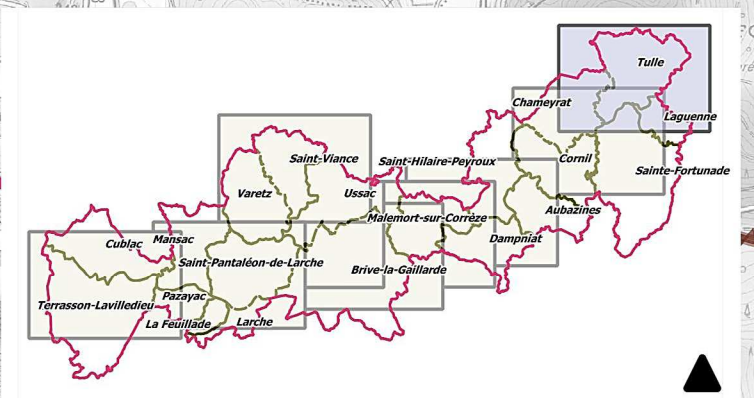 Tulle
Chameyrat
Laguenne
Saint-Viance
Saint-Hilaire-Peyroux
Cornil
Sainte-Fortunade
Varetz
Ussac
Aubazines
Malemort-sur-Corrèze
Cublac
Mansac
Dampniat
Saint-Pantaléon-de-Larche
Brive-la-Gaillarde
Pazayac
Terrasson-Lavilledieu
La Feuillade
Larche